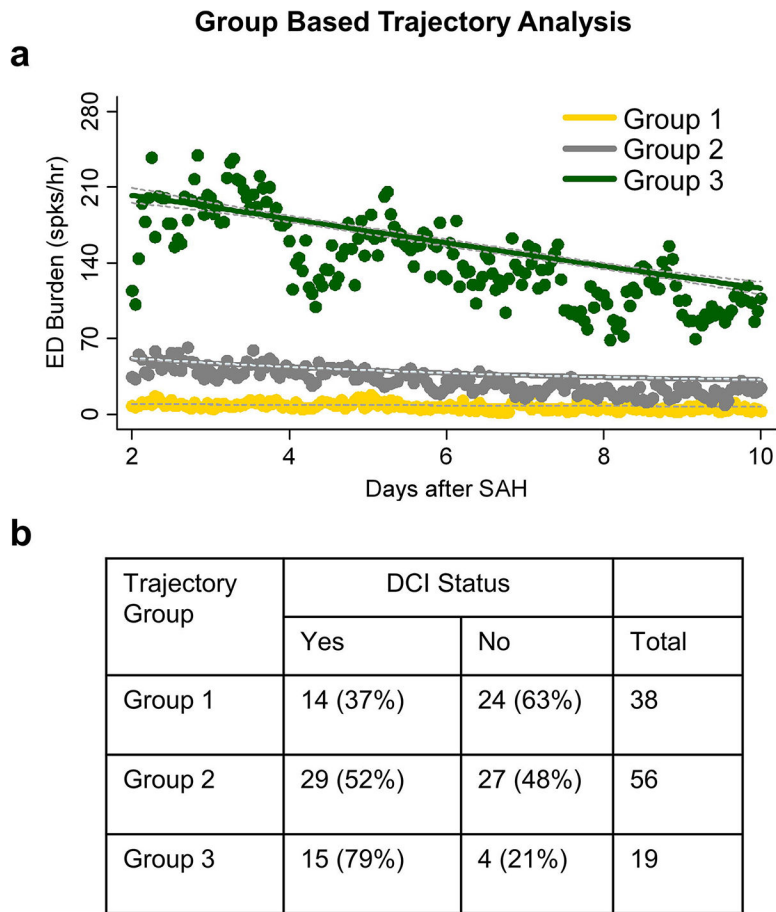 Group Based Trajectory Analysis
a
280
210
140
70
0
ED Burden (spks/hr)
Group 1
Group 2
Group 3
2 4 6 8 10
Days after SAH
b
Trajectory Group DCI Status
Yes No Total
Group 1 14 (37%) 24 (63%) 38
Group 2 29 (52%) 27 (48%) 56
Group 3 15 (79%) 4 (21%) 19